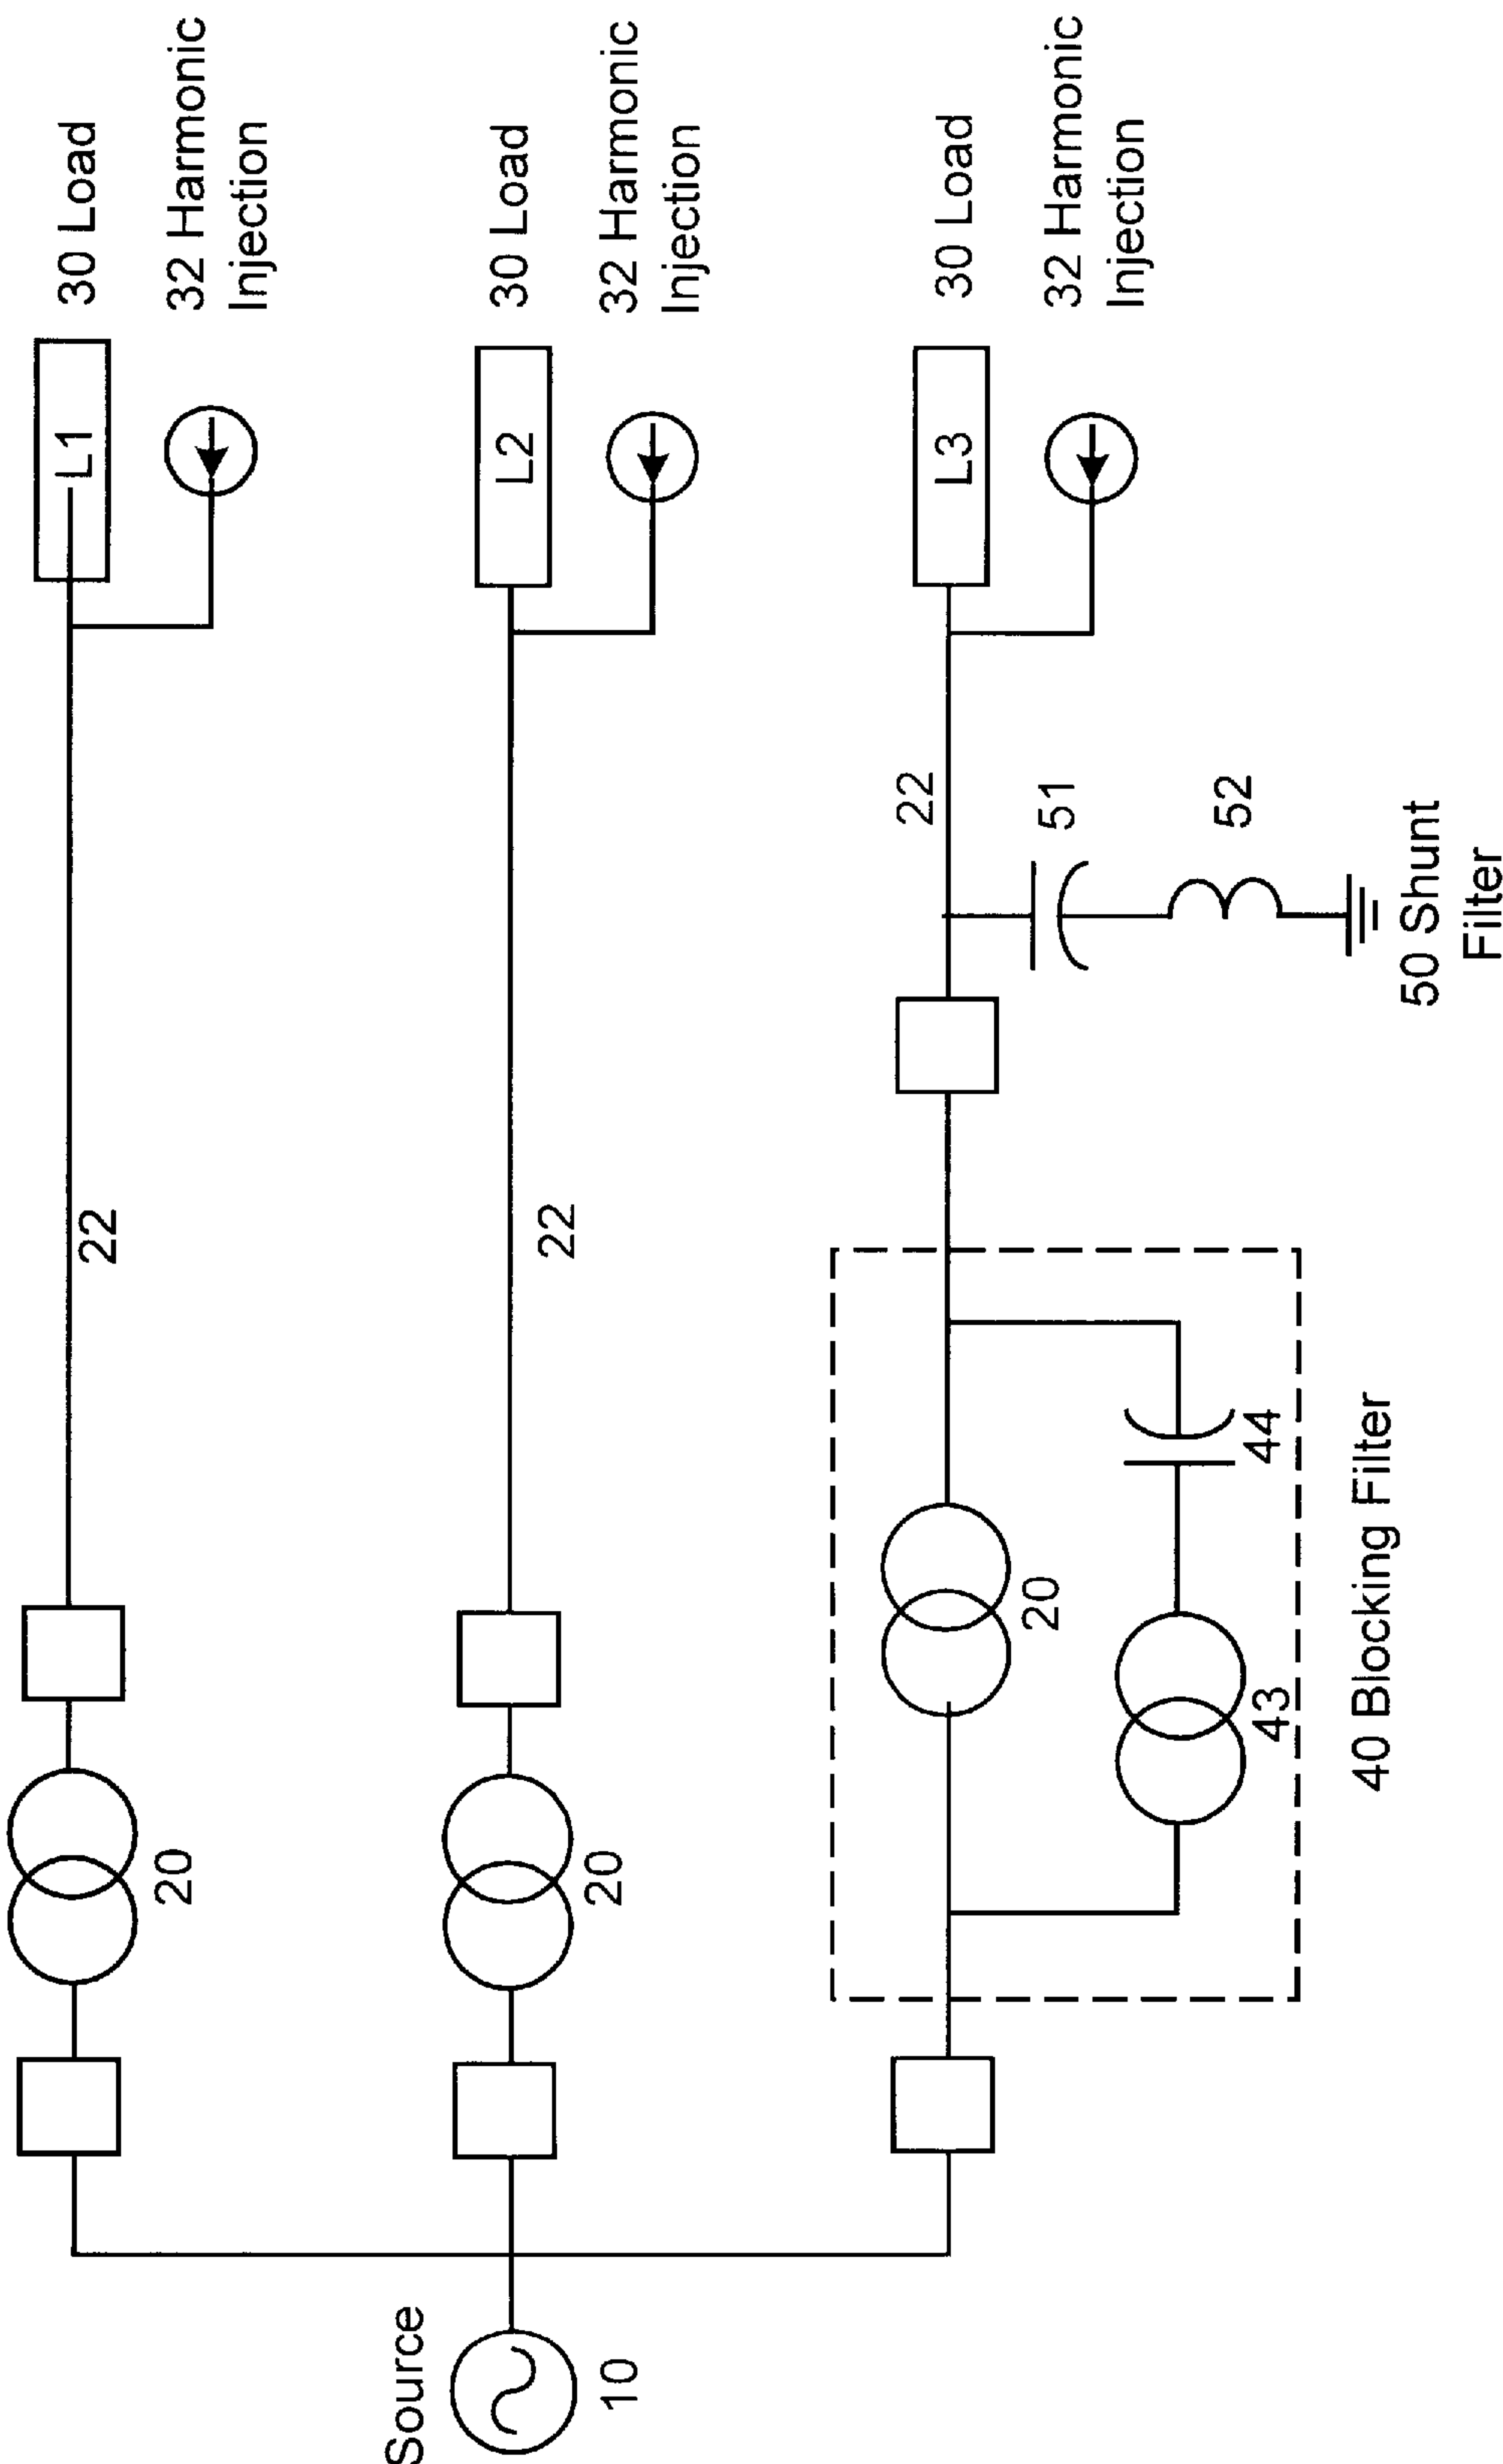 L1
30 Load
32 Harmonic
Injection
20
22
L2
30 Load
32 Harmonic
Injection
20
22
Source
10
L3
30 Load
32 Harmonic
Injection
22
51
52
50 Shunt
Filter
20
44
43
40 Blocking Filter